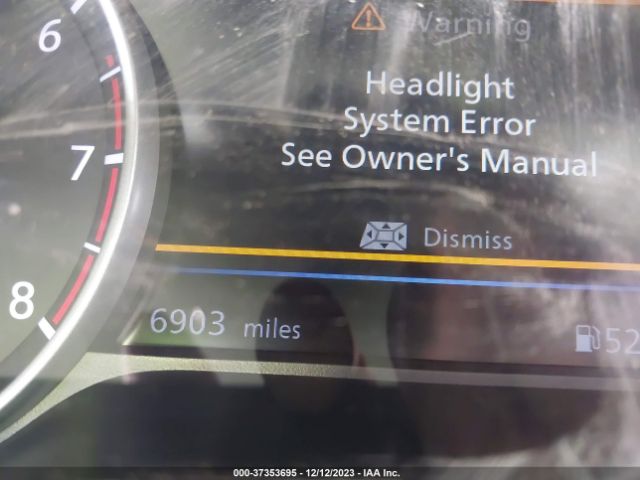 6
Warning
Headlight
System Error
7
See Owner's Manual
Dismiss
8
6903 miles
52
000-37353695 - 12/12/2023 - IAA Inc.